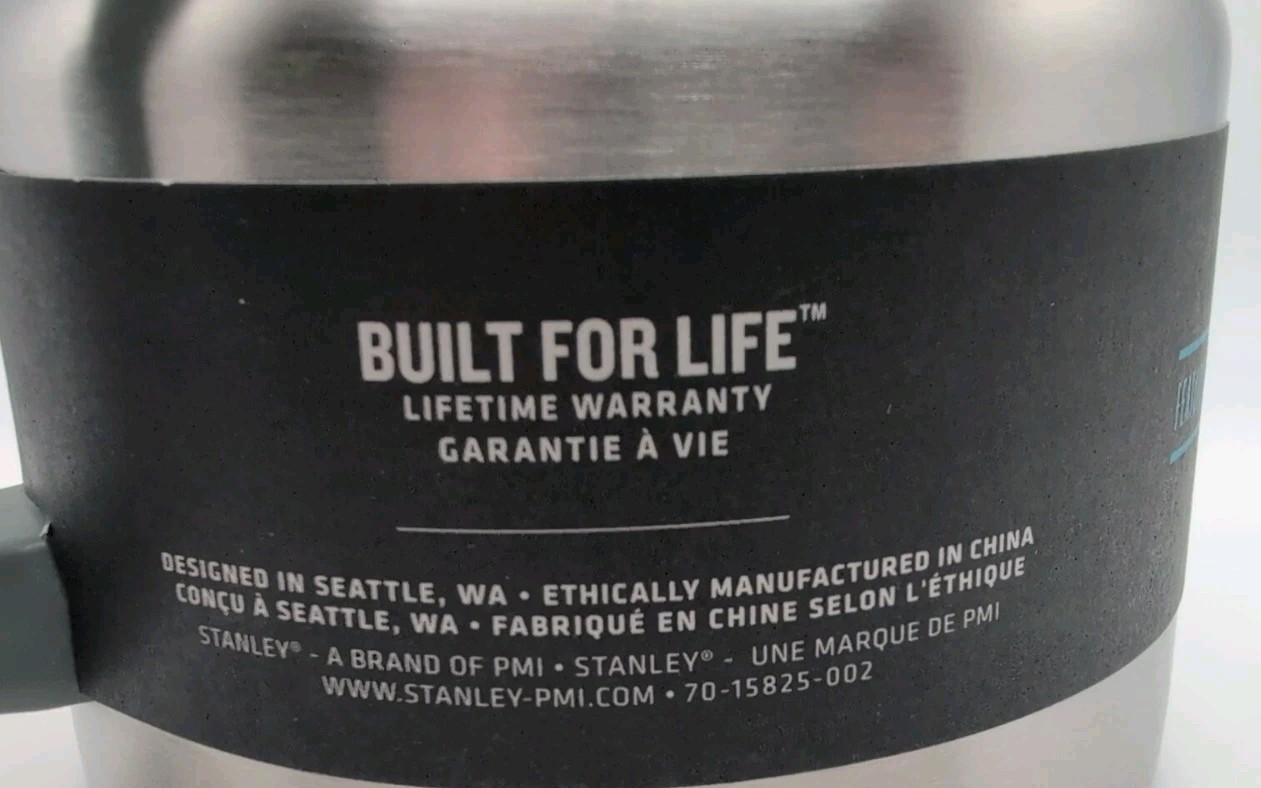 BUILT FOR LIFE™
LIFETIME WARRANTY
GARANTIE À VIE
DESIGNED IN SEATTLE, WA • ETHICALLY MANUFACTURED IN CHINA
CONÇU À SEATTLE, WA • FABRIQUÉ EN CHINE SELON L'ÉTHIQUE
STANLEY® - A BRAND OF PMI • STANLEY® - UNE MARQUE DE PMI
WWW.STANLEY-PMI.COM • 70-15825-002